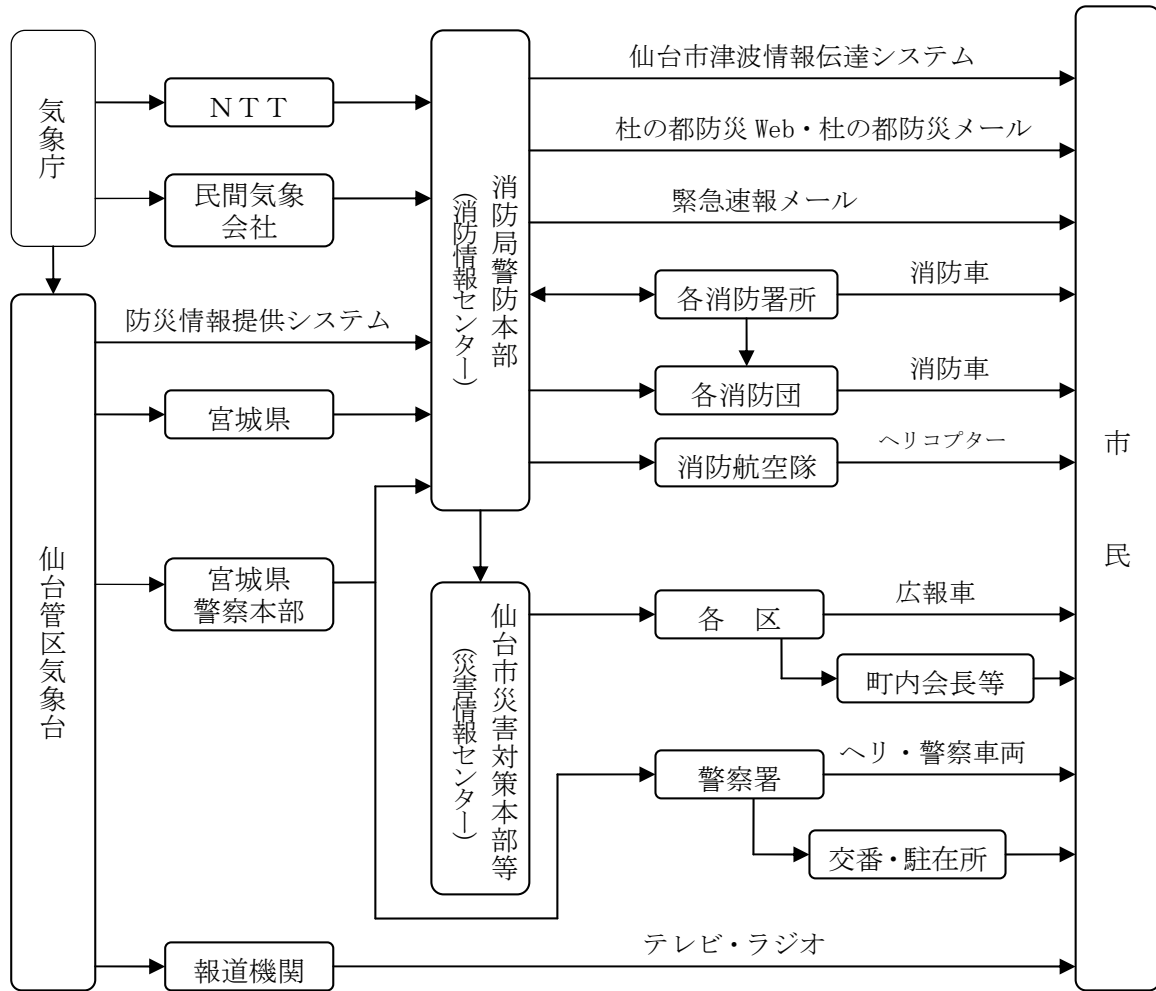 気象庁
NTT
民間気象
会社
仙台管区気象台
防災情報提供システム
宮城県
宮城県
警察本部
報道機関
消防局警防本部
(消防情報センター)
仙台市災害対策本部等
(災害情報センター)
仙台市津波情報伝達システム
杜の都防災 Web・杜の都防災メール
緊急速報メール
各消防署所
消防車
各消防団
消防車
消防航空隊
ヘリコプター
各 区
広報車
町内会長等
警察署
ヘリ・警察車両
交番・駐在所
テレビ・ラジオ
市民